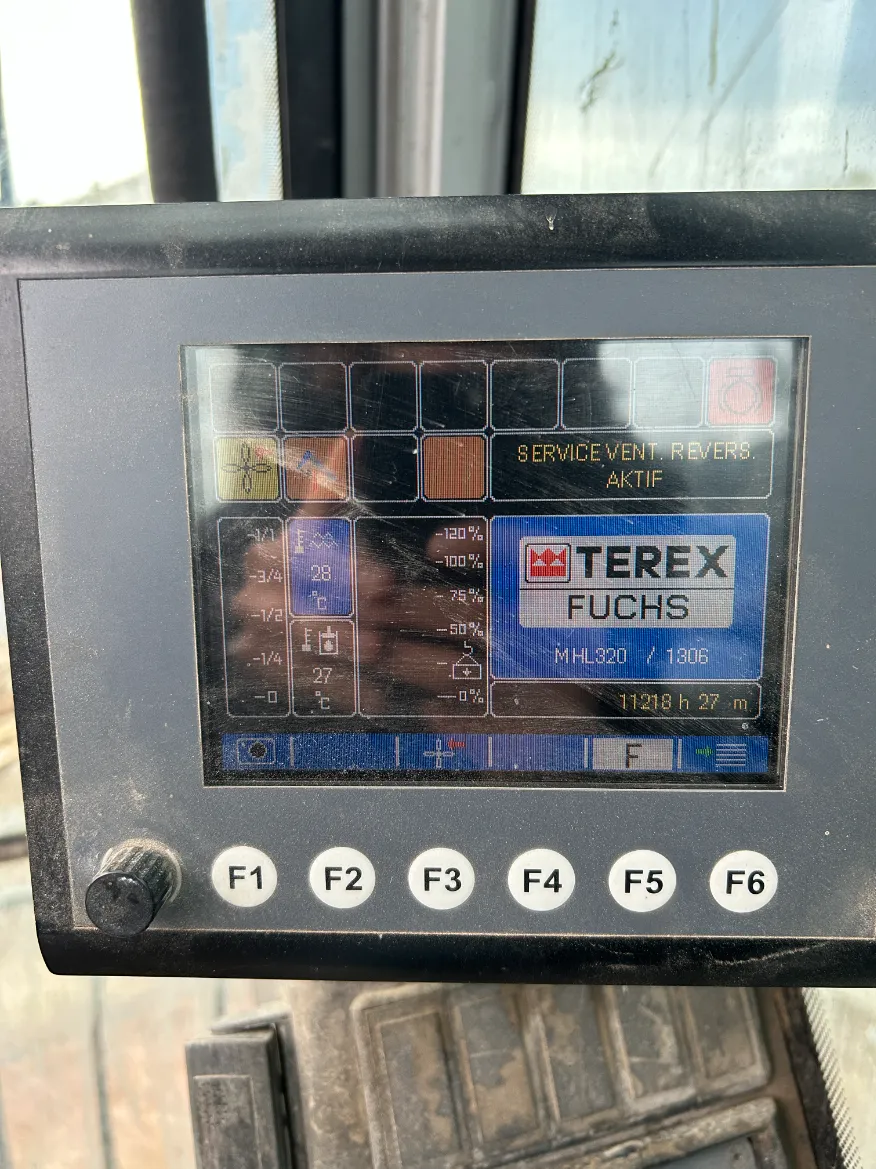 SERVICE VENT. REVERS.
AKTIF
-1/1
-3/4
-1/2
-1/4
-0
28
°C
27
°C
-120%
-100%
-75%
-50%
-0%
TEREX
FUCHS
MHL320 / 1306
11218 h 27 m
F
F1 F2 F3 F4 F5 F6